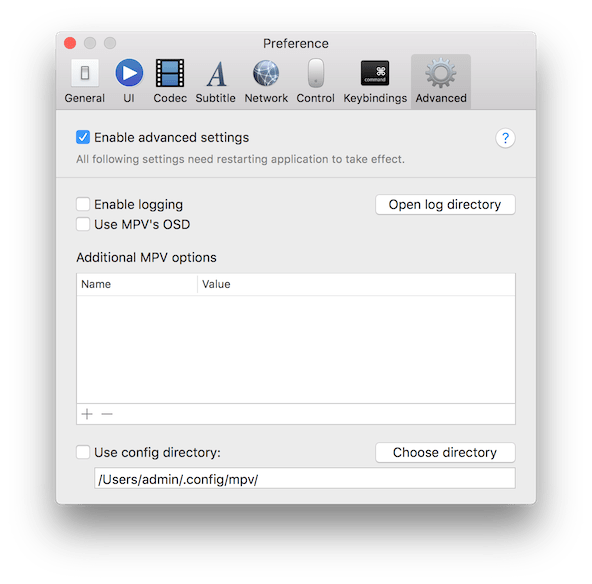 Preference
General UI Codec Subtitle Network Control Keybindings Advanced
⌘
command
Enable advanced settings ?
All following settings need restarting application to take effect.
Enable logging Open log directory
Use MPV's OSD
Additional MPV options
Name Value
Use config directory: Choose directory
/Users/admin/.config/mpv/